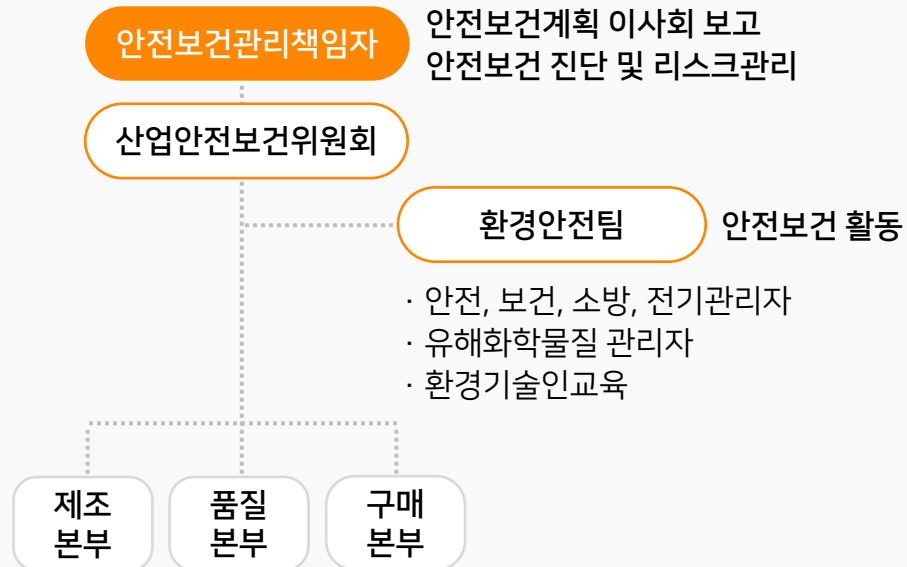 안전보건관리책임자
안전보건계획 이사회 보고
안전보건 진단 및 리스크관리
산업안전보건위원회
환경안전팀
안전보건 활동
· 안전, 보건, 소방, 전기관리자
· 유해화학물질 관리자
· 환경기술인교육
제조
본부
품질
본부
구매
본부